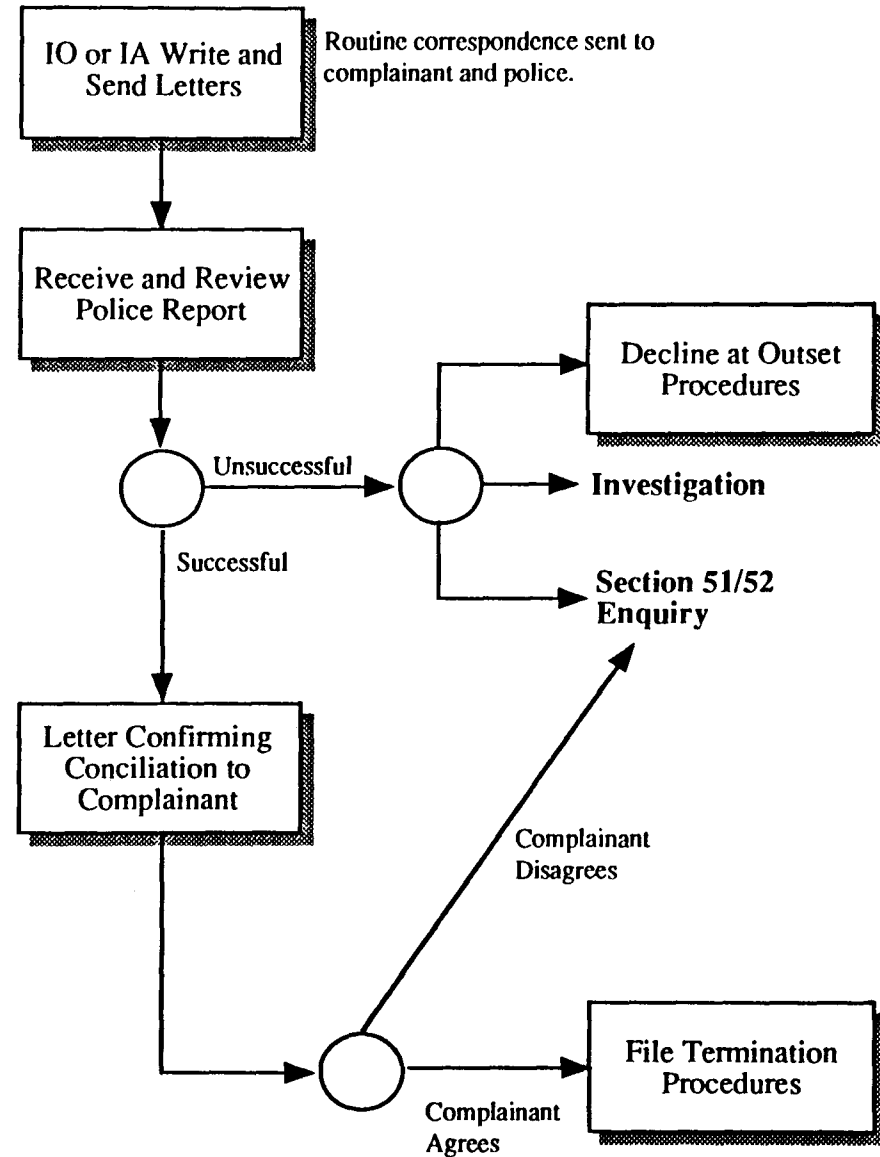 IO or IA Write and
Send Letters
Routine correspondence sent to
complainant and police.
Receive and Review
Police Report
Decline at Outset
Procedures
Unsuccessful
Investigation
Successful
Section 51/52
Enquiry
Letter Confirming
Conciliation to
Complainant
Complainant
Disagrees
File Termination
Procedures
Complainant
Agrees